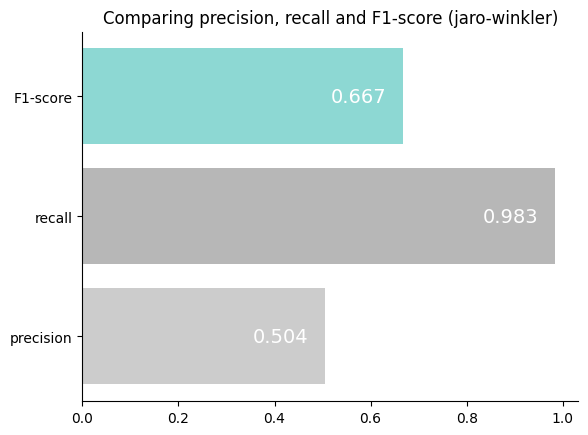 Comparing precision, recall and F1-score (jaro-winkler)
F1-score
0.667
recall
0.983
precision
0.504
0.0 0.2 0.4 0.6 0.8 1.0